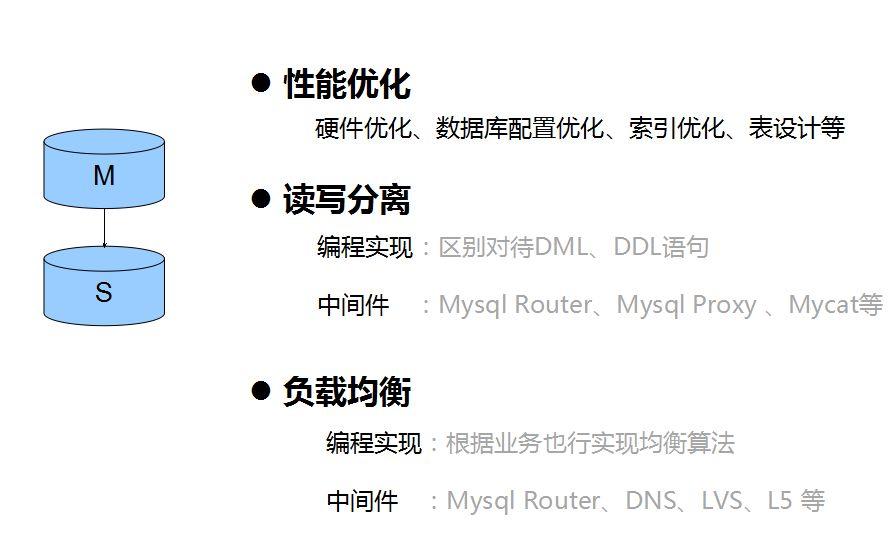 ● 性能优化
硬件优化、数据库配置优化、索引优化、表设计等
M
● 读写分离
编程实现：区别对待DML、DDL语句
S
中间件 ：Mysql Router、Mysql Proxy 、Mycat等
● 负载均衡
编程实现：根据业务也行实现均衡算法
中间件 ：Mysql Router、DNS、LVS、L5 等